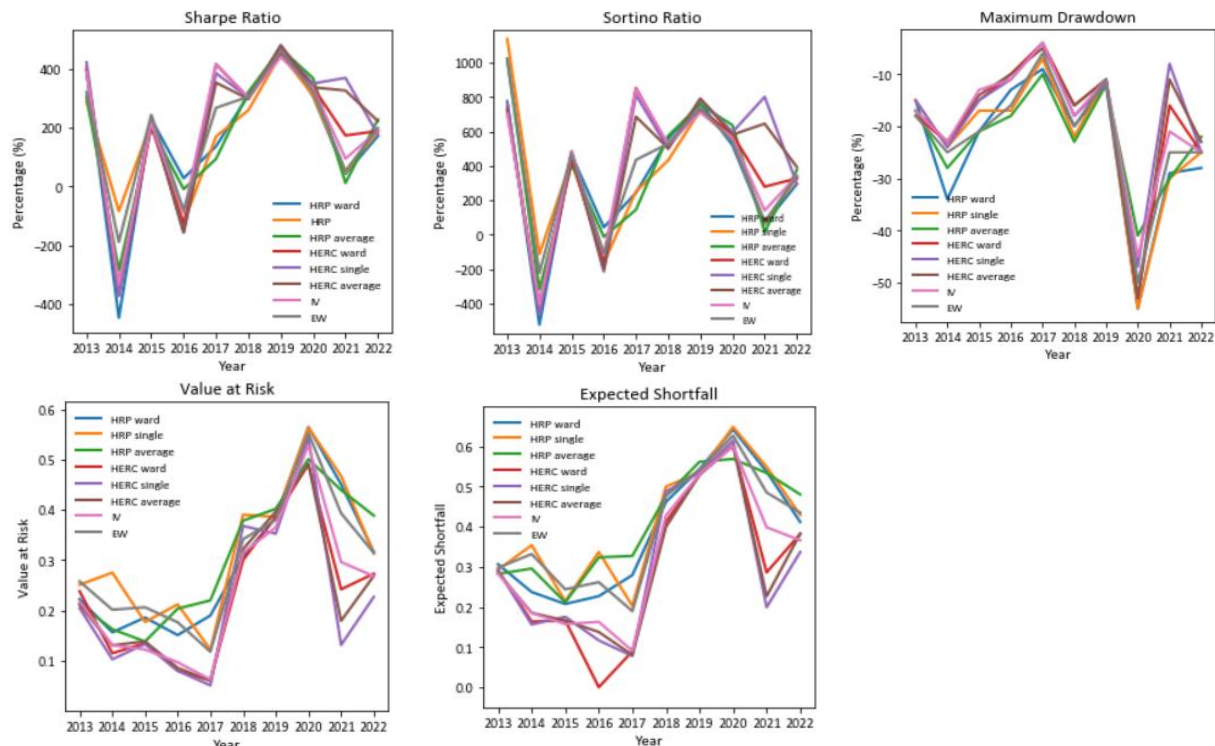 Sharpe Ratio
Percentage (%)
400
200
0
−200
−400
HRP ward
HRP
HRP average
HERC ward
HERC single
HERC average
IV
EW
2013 2014 2015 2016 2017 2018 2019 2020 2021 2022
Year
Sortino Ratio
Percentage (%)
1000
800
600
400
200
0
−200
−400
HRP ward
HRP single
HRP average
HERC ward
HERC single
HERC average
IV
EW
2013 2014 2015 2016 2017 2018 2019 2020 2021 2022
Year
Maximum Drawdown
Percentage (%)
−10
−20
−30
−40
−50
HRP ward
HRP single
HRP average
HERC ward
HERC single
HERC average
IV
EW
2013 2014 2015 2016 2017 2018 2019 2020 2021 2022
Year
Value at Risk
Value at Risk
0.6
0.5
0.4
0.3
0.2
0.1
HRP ward
HRP single
HRP average
HERC ward
HERC single
HERC average
IV
EW
2013 2014 2015 2016 2017 2018 2019 2020 2021 2022
Year
Expected Shortfall
Expected Shortfall
0.6
0.5
0.4
0.3
0.2
0.1
0.0
HRP ward
HRP single
HRP average
HERC ward
HERC single
HERC average
IV
EW
2013 2014 2015 2016 2017 2018 2019 2020 2021 2022
Year